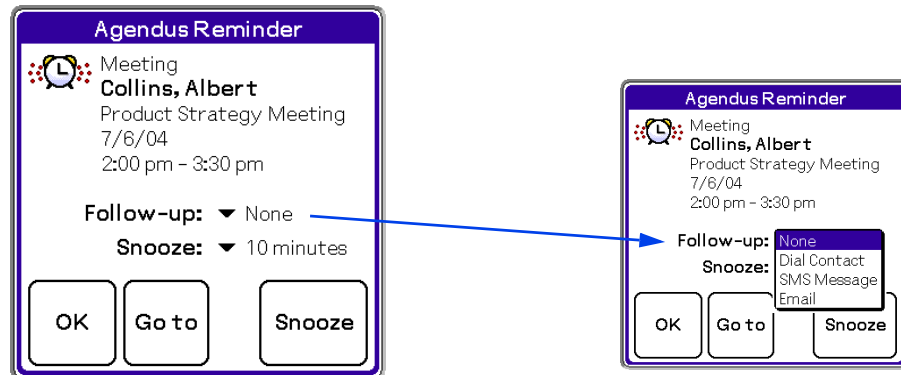 Agendus Reminder
Meeting
Collins, Albert
Product Strategy Meeting
7/6/04
2:00 pm - 3:30 pm
Follow-up: None
Snooze: 10 minutes
OK Go to Snooze
Agendus Reminder
Meeting
Collins, Albert
Product Strategy Meeting
7/6/04
2:00 pm - 3:30 pm
Follow-up: None
Dial Contact
Snooze:
SMS Message
Email
OK Go to Snooze